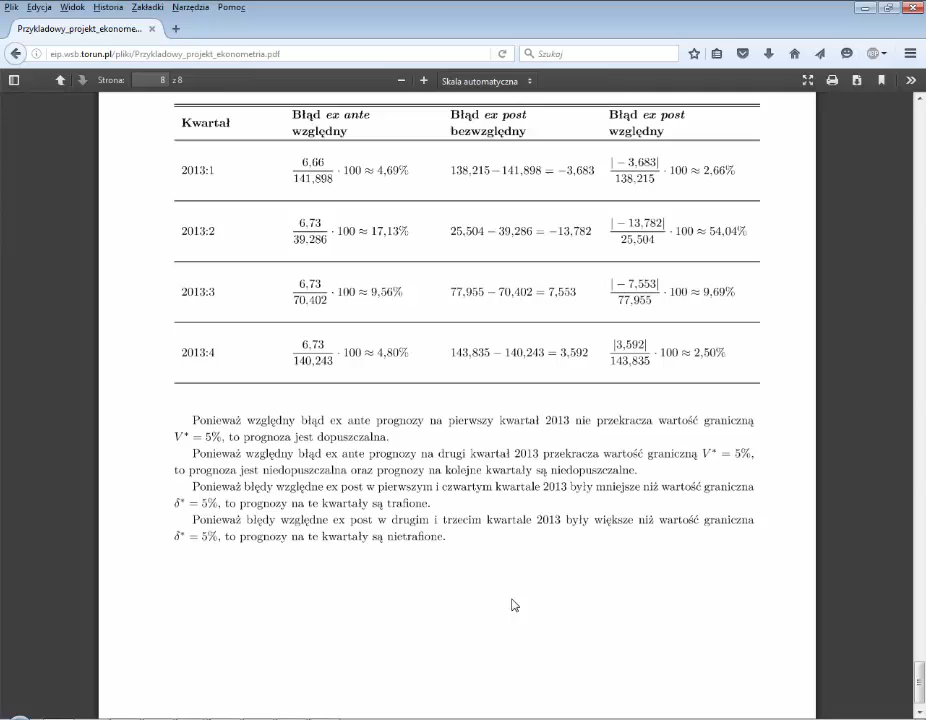 Plik Edycja Widok Historia Zakładki Narzędzia Pomoc
Przykladowy_projekt_ekonome...
eip.wsb.torun.pl/pliki/Przykladowy_projekt_ekonometria.pdf
Szukaj
Strona: 8 z 8
Skala automatyczna
Kwartał Błąd ex ante względny Błąd ex post bezwzględny Błąd ex post względny
2013:1 6,66/141,898 · 100 ≈ 4,69% 138,215−141,898 = −3,683 |−3,683|/138,215 · 100 ≈ 2,66%
2013:2 6,73/39.286 · 100 ≈ 17,13% 25,504 − 39,286 = −13,782 |−13,782|/25,504 · 100 ≈ 54,04%
2013:3 6,73/70,402 · 100 ≈ 9,56% 77,955 − 70,402 = 7,553 |−7,553|/77,955 · 100 ≈ 9,69%
2013:4 6,73/140,243 · 100 ≈ 4,80% 143,835 − 140,243 = 3,592 |3,592|/143,835 · 100 ≈ 2,50%
Ponieważ względny błąd ex ante prognozy na pierwszy kwartał 2013 nie przekracza wartość graniczną
V* = 5%, to prognoza jest dopuszczalna.
Ponieważ względny błąd ex ante prognozy na drugi kwartał 2013 przekracza wartość graniczną V* = 5%,
to prognoza jest niedopuszczalna oraz prognozy na kolejne kwartały są niedopuszczalne.
Ponieważ błędy względne ex post w pierwszym i czwartym kwartale 2013 były mniejsze niż wartość graniczna
δ* = 5%, to prognozy na te kwartały są trafione.
Ponieważ błędy względne ex post w drugim i trzecim kwartale 2013 były większe niż wartość graniczna
δ* = 5%, to prognozy na te kwartały są nietrafione.